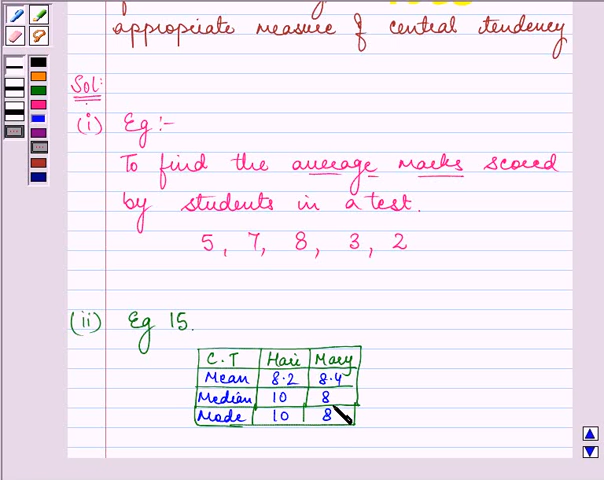 appropriate measure of central tendency
Sol:
(i) Eg :-
To find the average marks scored
by students in a test.
5, 7, 8, 3, 2
(ii) Eg 15.
C.T Hari Mary
Mean 8.2 8.4
Median 10 8
Mode 10 8